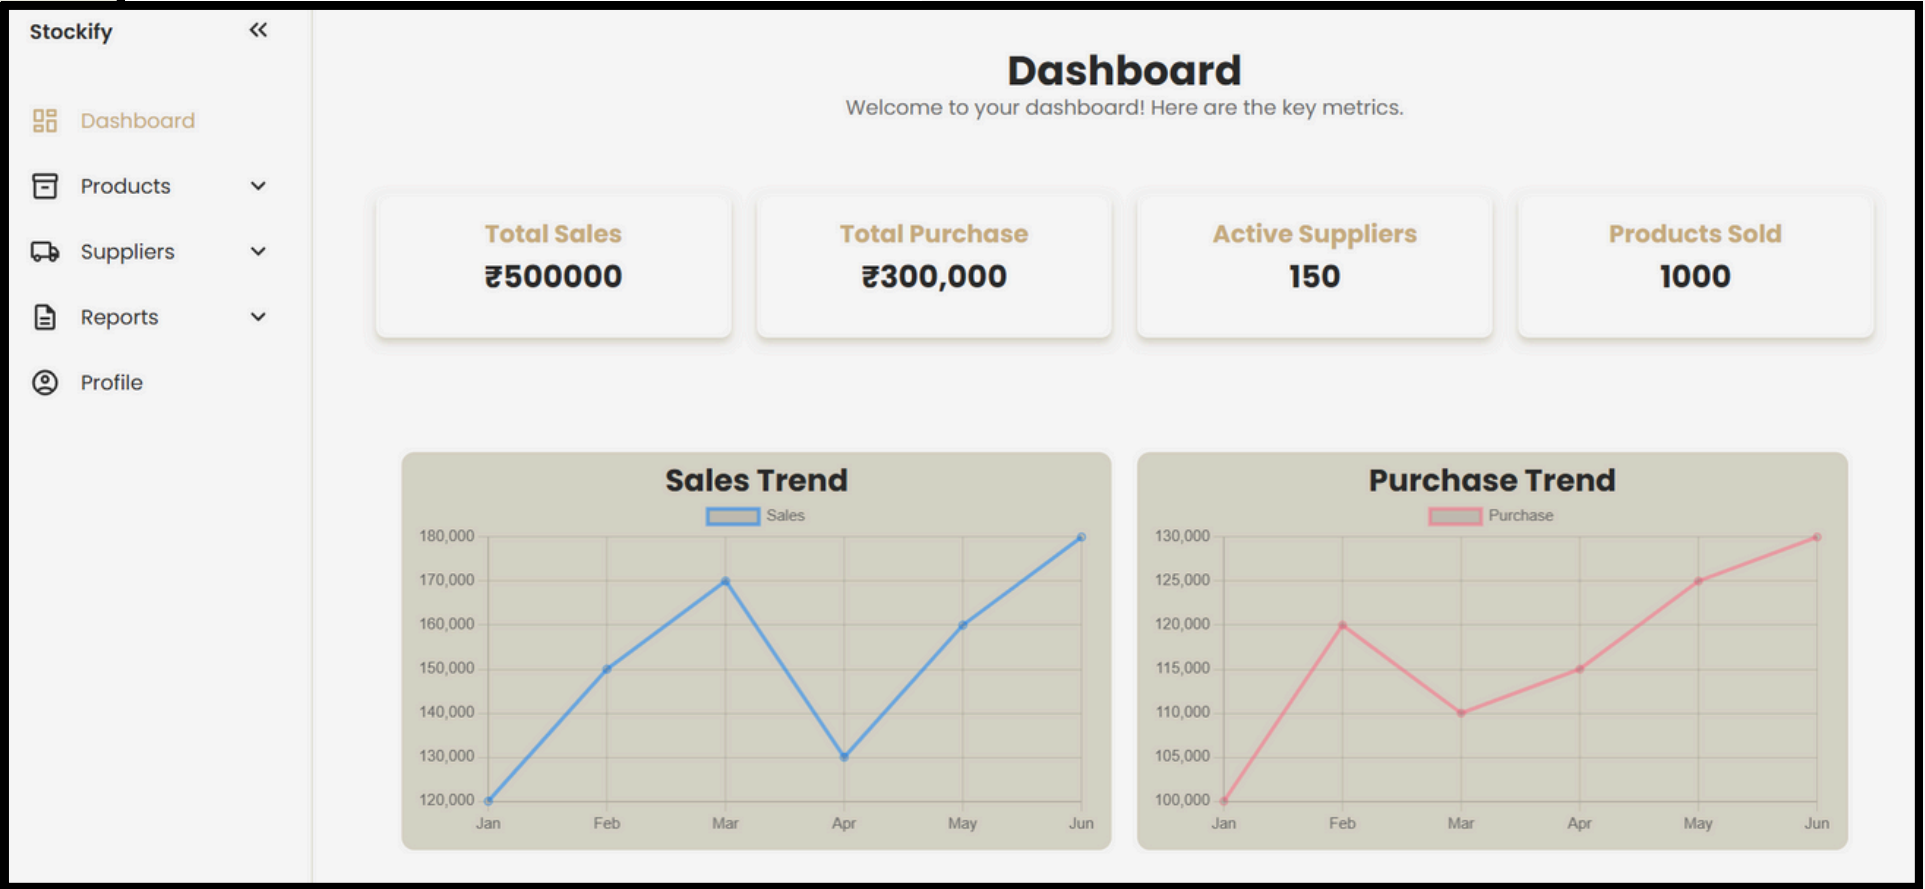 Stockify
Dashboard
Products
Suppliers
Reports
Profile
Dashboard
Welcome to your dashboard! Here are the key metrics.
Total Sales
₹500000
Total Purchase
₹300,000
Active Suppliers
150
Products Sold
1000
Sales Trend
Sales
180,000
170,000
160,000
150,000
140,000
130,000
120,000
Jan Feb Mar Apr May Jun
Purchase Trend
Purchase
130,000
125,000
120,000
115,000
110,000
105,000
100,000
Jan Feb Mar Apr May Jun